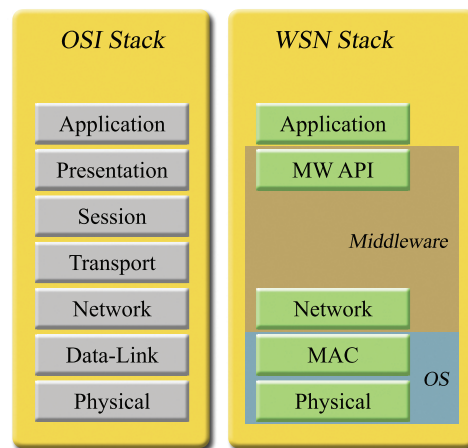 OSI Stack
Application
Presentation
Session
Transport
Network
Data-Link
Physical
WSN Stack
Application
MW API
Middleware
Network
MAC
OS
Physical